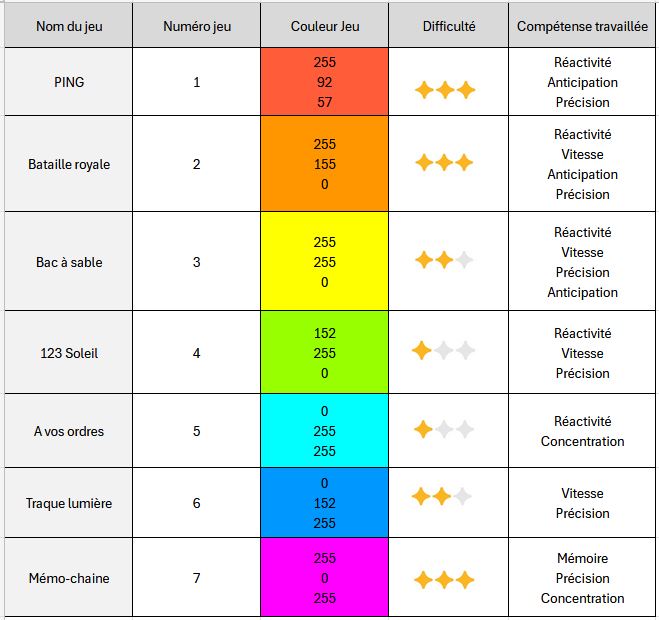 Nom du jeu
Numéro jeu
Couleur Jeu
Difficulté
Compétense travaillée
PING
1
255
92
57
Réactivité
Anticipation
Précision
Bataille royale
2
255
155
0
Réactivité
Vitesse
Anticipation
Précision
Bac à sable
3
255
255
0
Réactivité
Vitesse
Précision
Anticipation
123 Soleil
4
152
255
0
Réactivité
Vitesse
Précision
A vos ordres
5
0
255
255
Réactivité
Concentration
Traque lumière
6
0
152
255
Vitesse
Précision
Mémo-chaine
7
255
0
255
Mémoire
Précision
Concentration